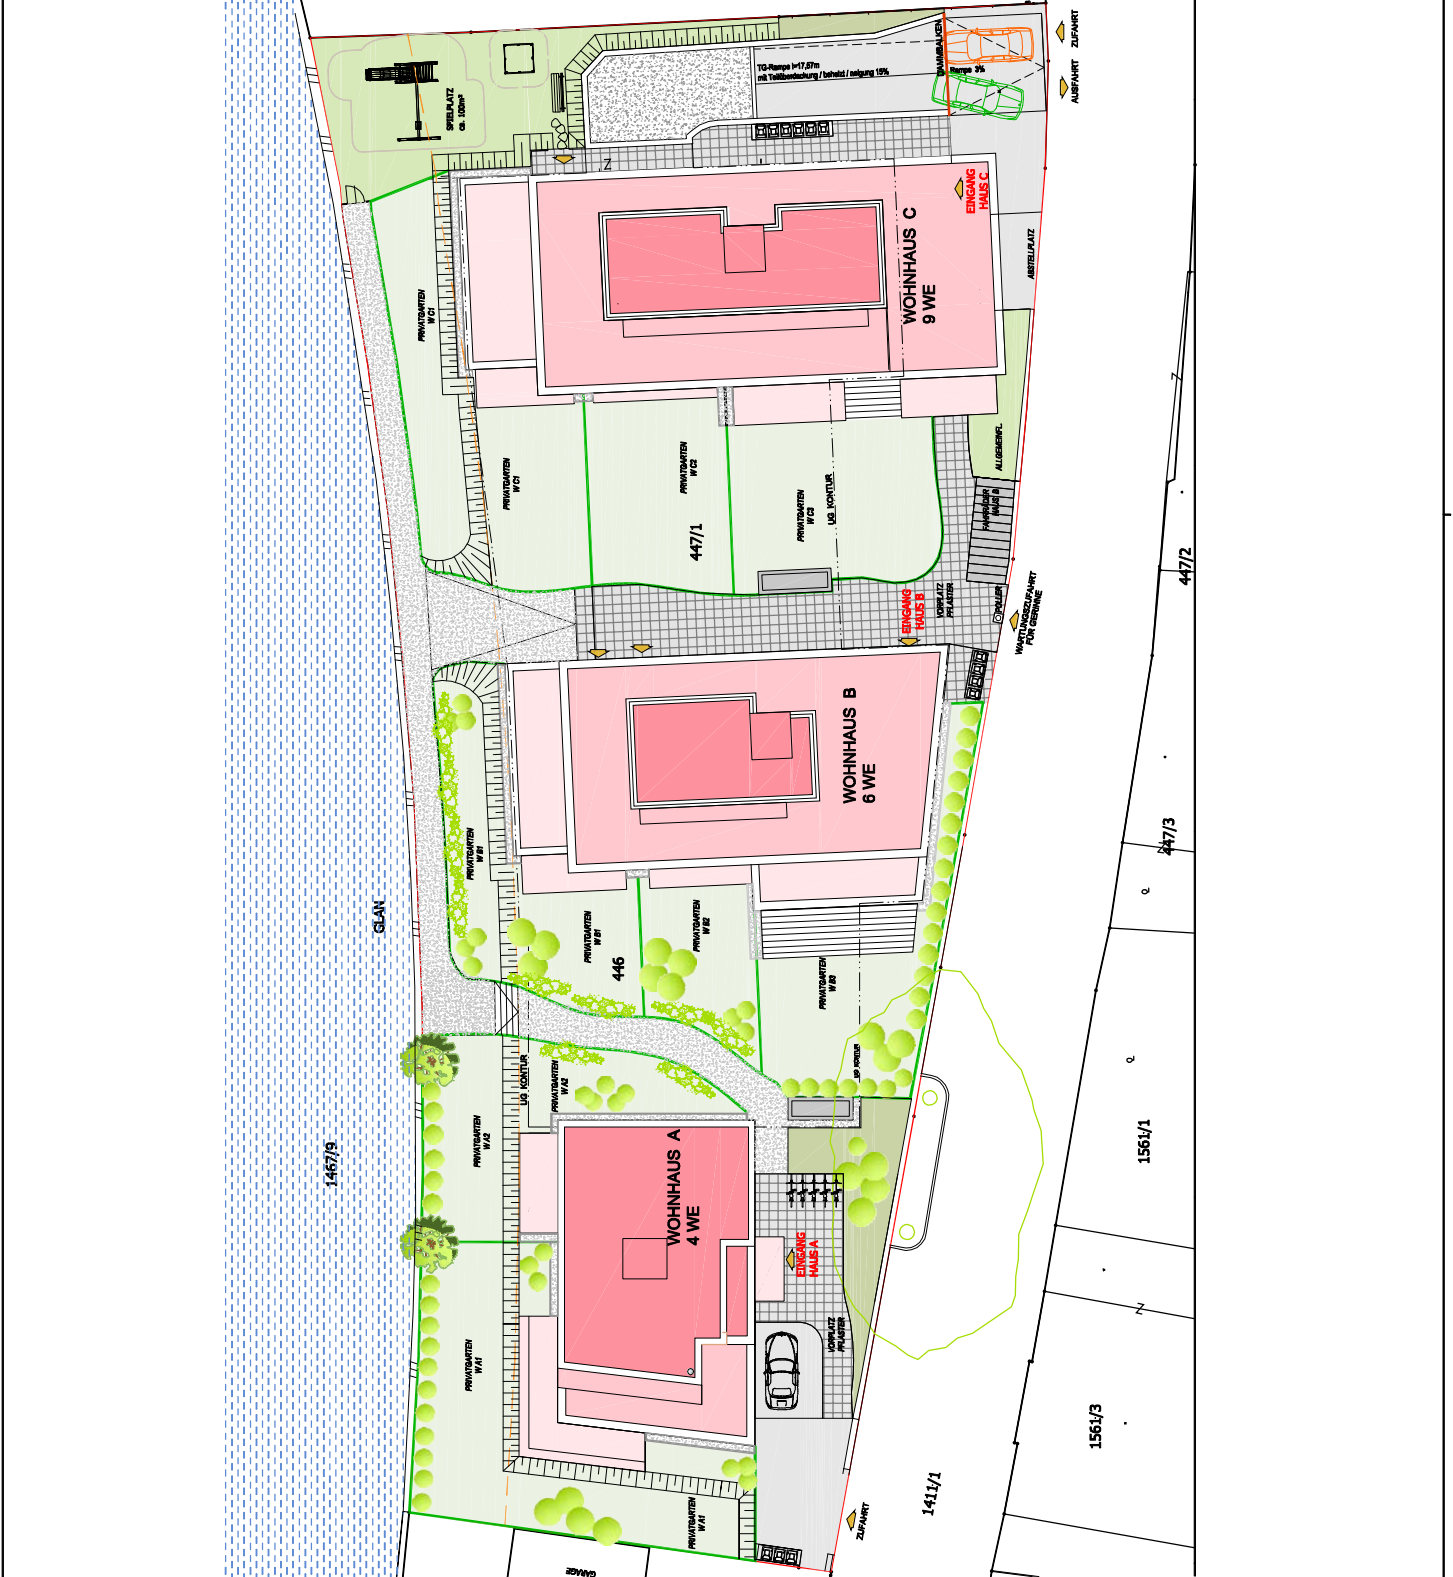 ZUFAHRT
AUSFAHRT
DAMMBALKEN
Rampe 3%
TG-Rampe l=17,57m
mit Teilüberdachung / beheizt / neigung 15%
SPIELPLATZ
ca. 100m²
EINGANG
HAUS C
WOHNHAUS C
9 WE
ABSTELLPLATZ
PRIVATGARTEN
W C1
PRIVATGARTEN
W C1
PRIVATGARTEN
W C2
PRIVATGARTEN
W C3
UG KONTUR
ALLGEMEINFL.
FAHRRÄDER
HAUS B
447/1
447/2
EINGANG
HAUS B
VORPLATZ
PFLASTER
POLLER
WARTUNGSZUFAHRT
FÜR GERINNE
WOHNHAUS B
6 WE
447/3
PRIVATGARTEN
W B1
PRIVATGARTEN
W B1
PRIVATGARTEN
W B2
PRIVATGARTEN
W B3
446
GLAN
UG KONTUR
UG KONTUR
PRIVATGARTEN
W A2
PRIVATGARTEN
W A2
1467/9
WOHNHAUS A
4 WE
EINGANG
HAUS A
VORPLATZ
PFLASTER
1561/1
PRIVATGARTEN
W A1
PRIVATGARTEN
W A1
1561/3
1411/1
ZUFAHRT
GARAGE